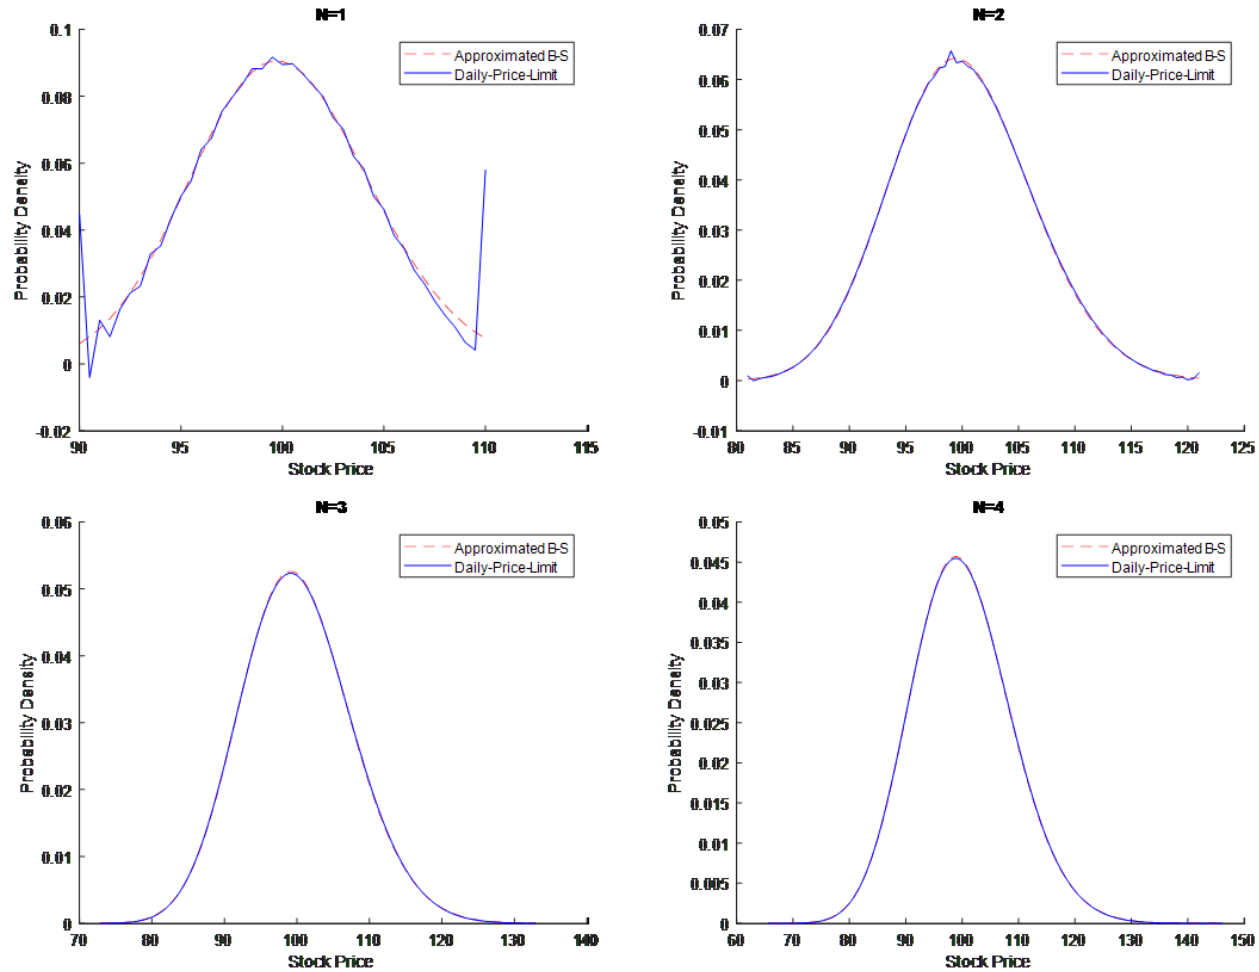 N=1
0.1
0.08
0.06
0.04
0.02
0
-0.02
Probability Density
90 95 100 105 110 115
Stock Price
Approximated B-S
Daily-Price-Limit
N=2
0.07
0.06
0.05
0.04
0.03
0.02
0.01
0
-0.01
Probability Density
80 85 90 95 100 105 110 115 120 125
Stock Price
Approximated B-S
Daily-Price-Limit
N=3
0.06
0.05
0.04
0.03
0.02
0.01
0
Probability Density
70 80 90 100 110 120 130 140
Stock Price
Approximated B-S
Daily-Price-Limit
N=4
0.05
0.045
0.04
0.035
0.03
0.025
0.02
0.015
0.01
0.005
0
Probability Density
60 70 80 90 100 110 120 130 140 150
Stock Price
Approximated B-S
Daily-Price-Limit